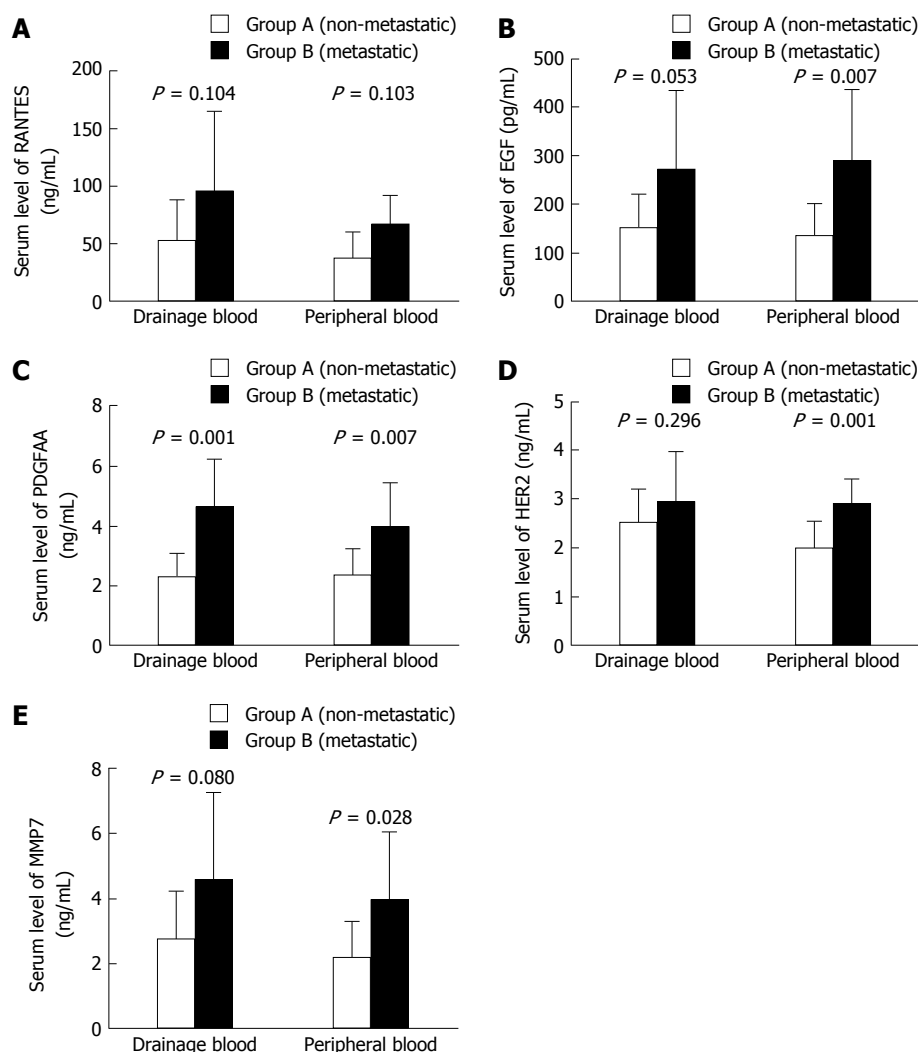 A
Group A (non-metastatic)
Group B (metastatic)
Serum level of RANTES
(ng/mL)
200
150
100
50
0
P = 0.104
P = 0.103
Drainage blood
Peripheral blood
B
Group A (non-metastatic)
Group B (metastatic)
Serum level of EGF (pg/mL)
500
400
300
200
100
0
P = 0.053
P = 0.007
Drainage blood
Peripheral blood
C
Group A (non-metastatic)
Group B (metastatic)
Serum level of PDGFAA
(ng/mL)
8
6
4
2
0
P = 0.001
P = 0.007
Drainage blood
Peripheral blood
D
Group A (non-metastatic)
Group B (metastatic)
Serum level of HER2 (ng/mL)
5
4
3
2
1
0
P = 0.296
P = 0.001
Drainage blood
Peripheral blood
E
Group A (non-metastatic)
Group B (metastatic)
Serum level of MMP7
(ng/mL)
8
6
4
2
0
P = 0.080
P = 0.028
Drainage blood
Peripheral blood